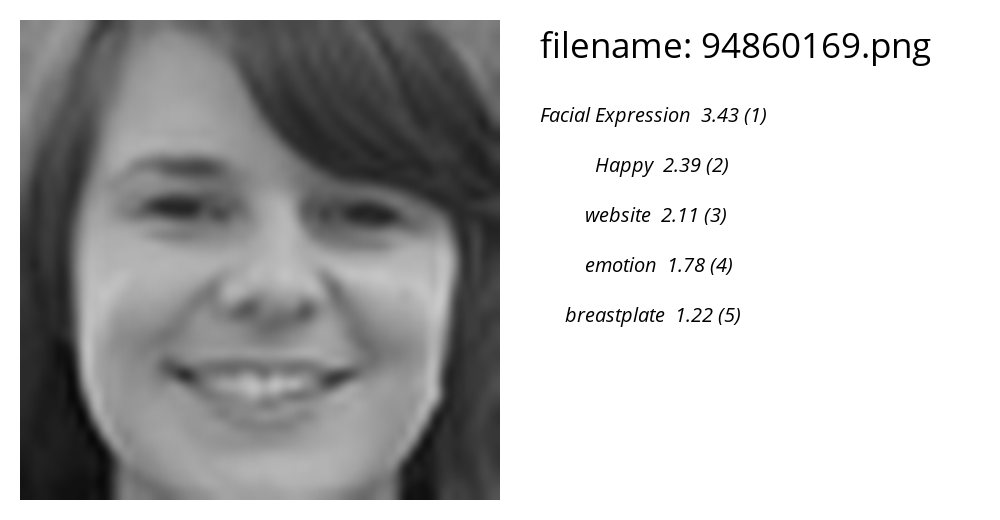 filename: 94860169.png
Facial Expression 3.43 (1)
Happy 2.39 (2)
website 2.11 (3)
emotion 1.78 (4)
breastplate 1.22 (5)